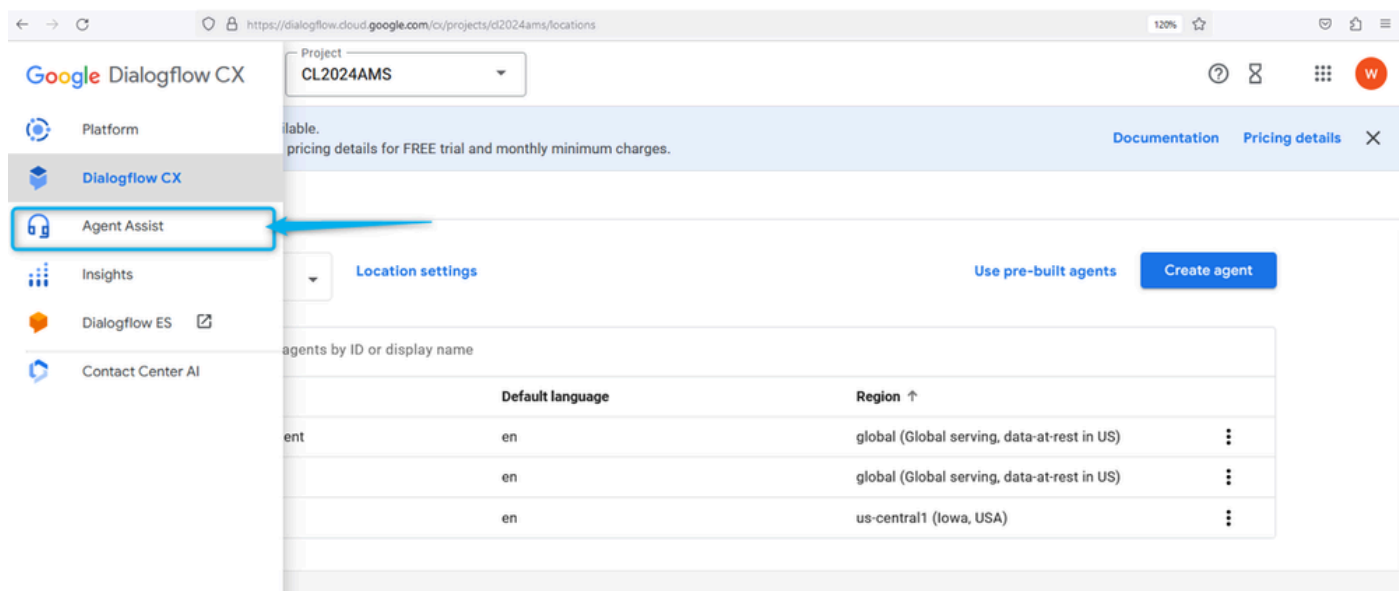 https://dialogflow.cloud.google.com/cx/projects/cl2024ams/locations
120%
Google Dialogflow CX
Project
CL2024AMS
W
Platform
ilable.
pricing details for FREE trial and monthly minimum charges.
Documentation
Pricing details
Dialogflow CX
Agent Assist
Insights
Location settings
Use pre-built agents
Create agent
Dialogflow ES
agents by ID or display name
Contact Center AI
Default language
Region
ent
en
global (Global serving, data-at-rest in US)
en
global (Global serving, data-at-rest in US)
en
us-central1 (Iowa, USA)